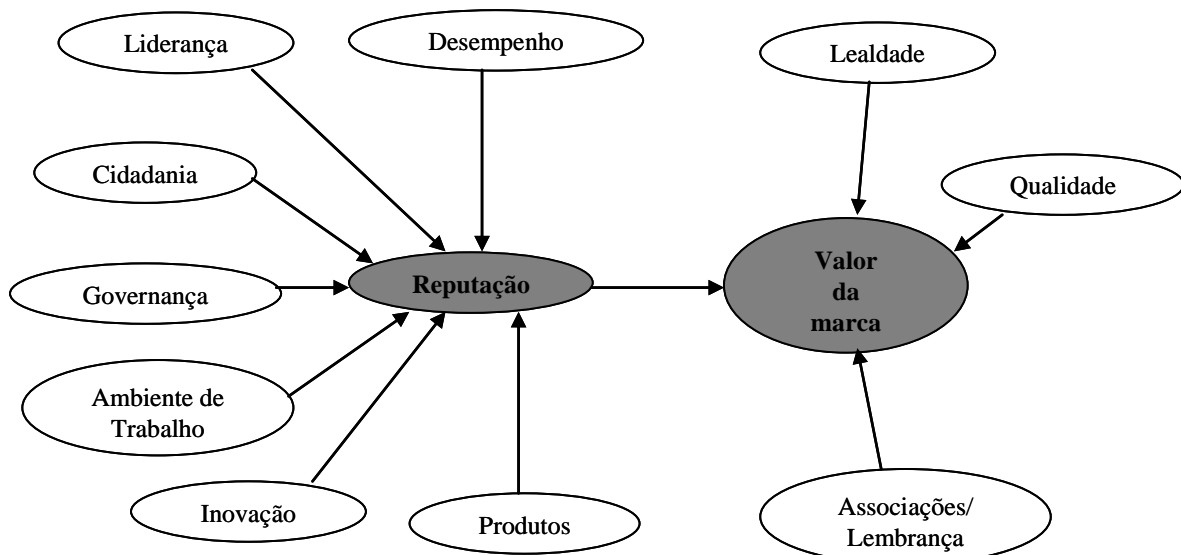 Liderança
Desempenho
Lealdade
Cidadania
Qualidade
Governança
Reputação
Valor
da
marca
Ambiente de
Trabalho
Inovação
Produtos
Associações/
Lembrança